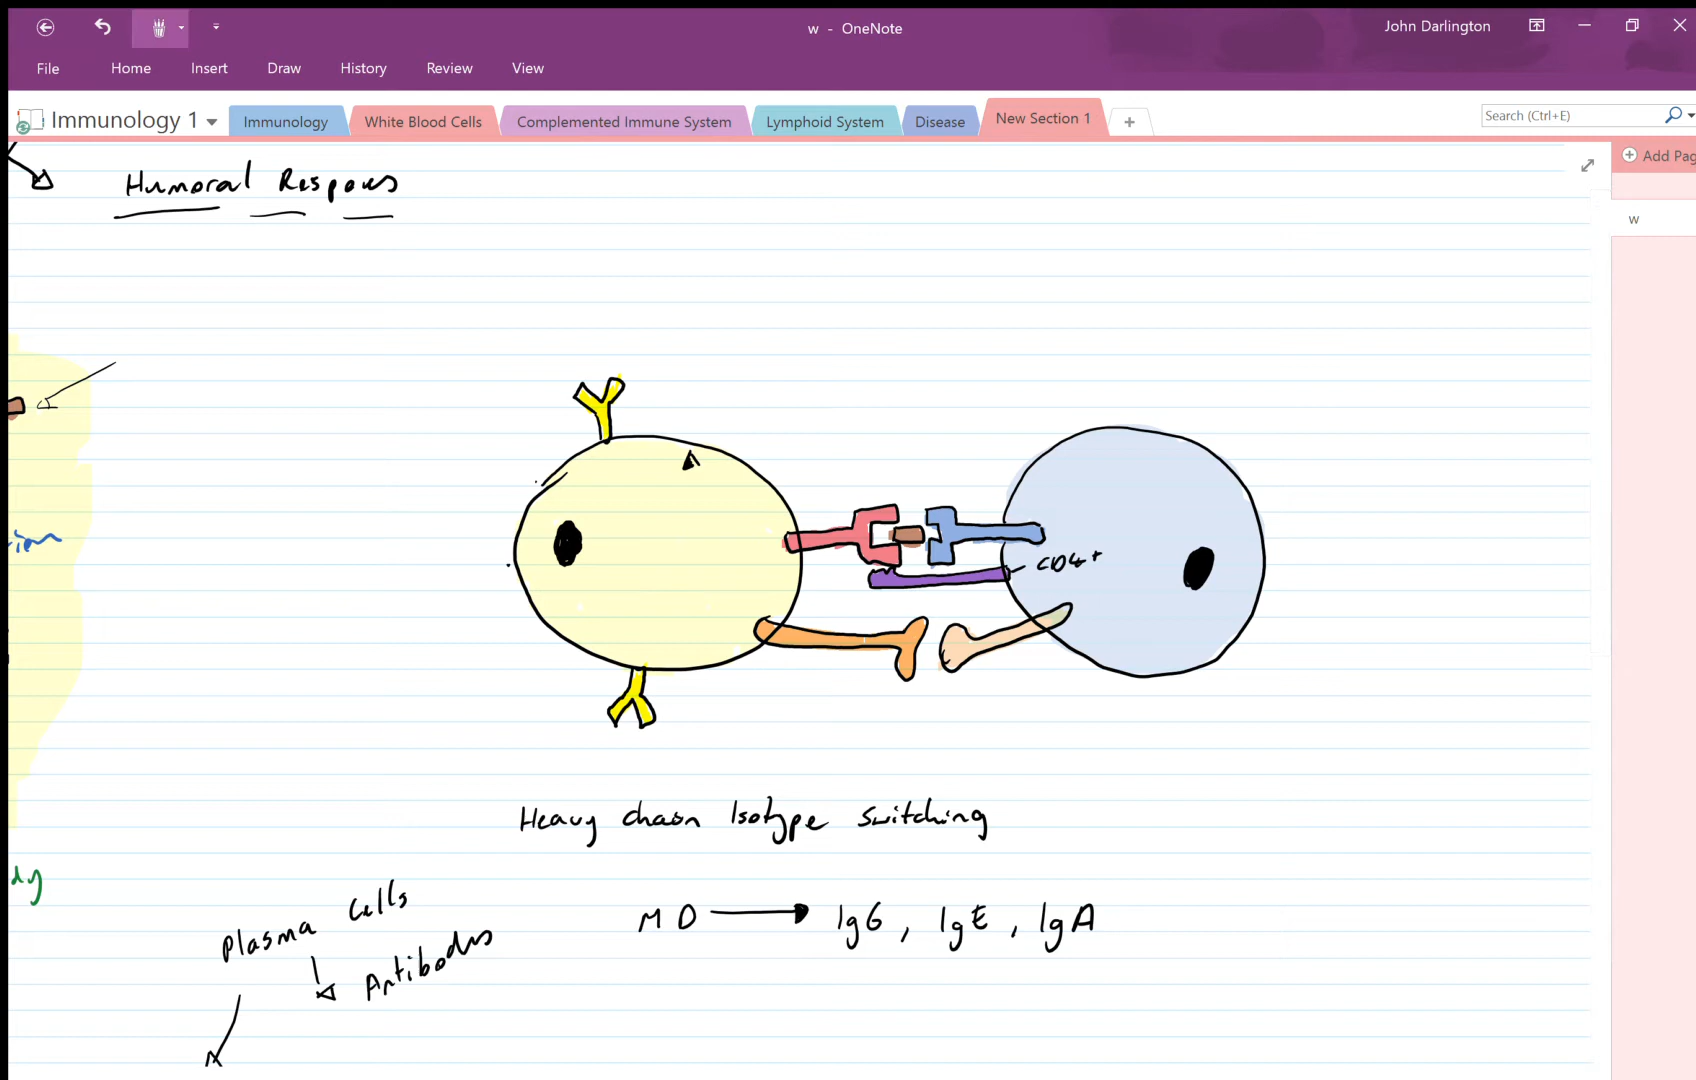 w - OneNote
John Darlington
File Home Insert Draw History Review View
Immunology 1
Immunology White Blood Cells Complemented Immune System Lymphoid System Disease New Section 1 +
Search (Ctrl+E)
Add Pag
w
Humoral Respons
CD4+
Heavy chain Isotype Switching
Plasma Cells
Antibodies
M D → IgG, IgE, IgA